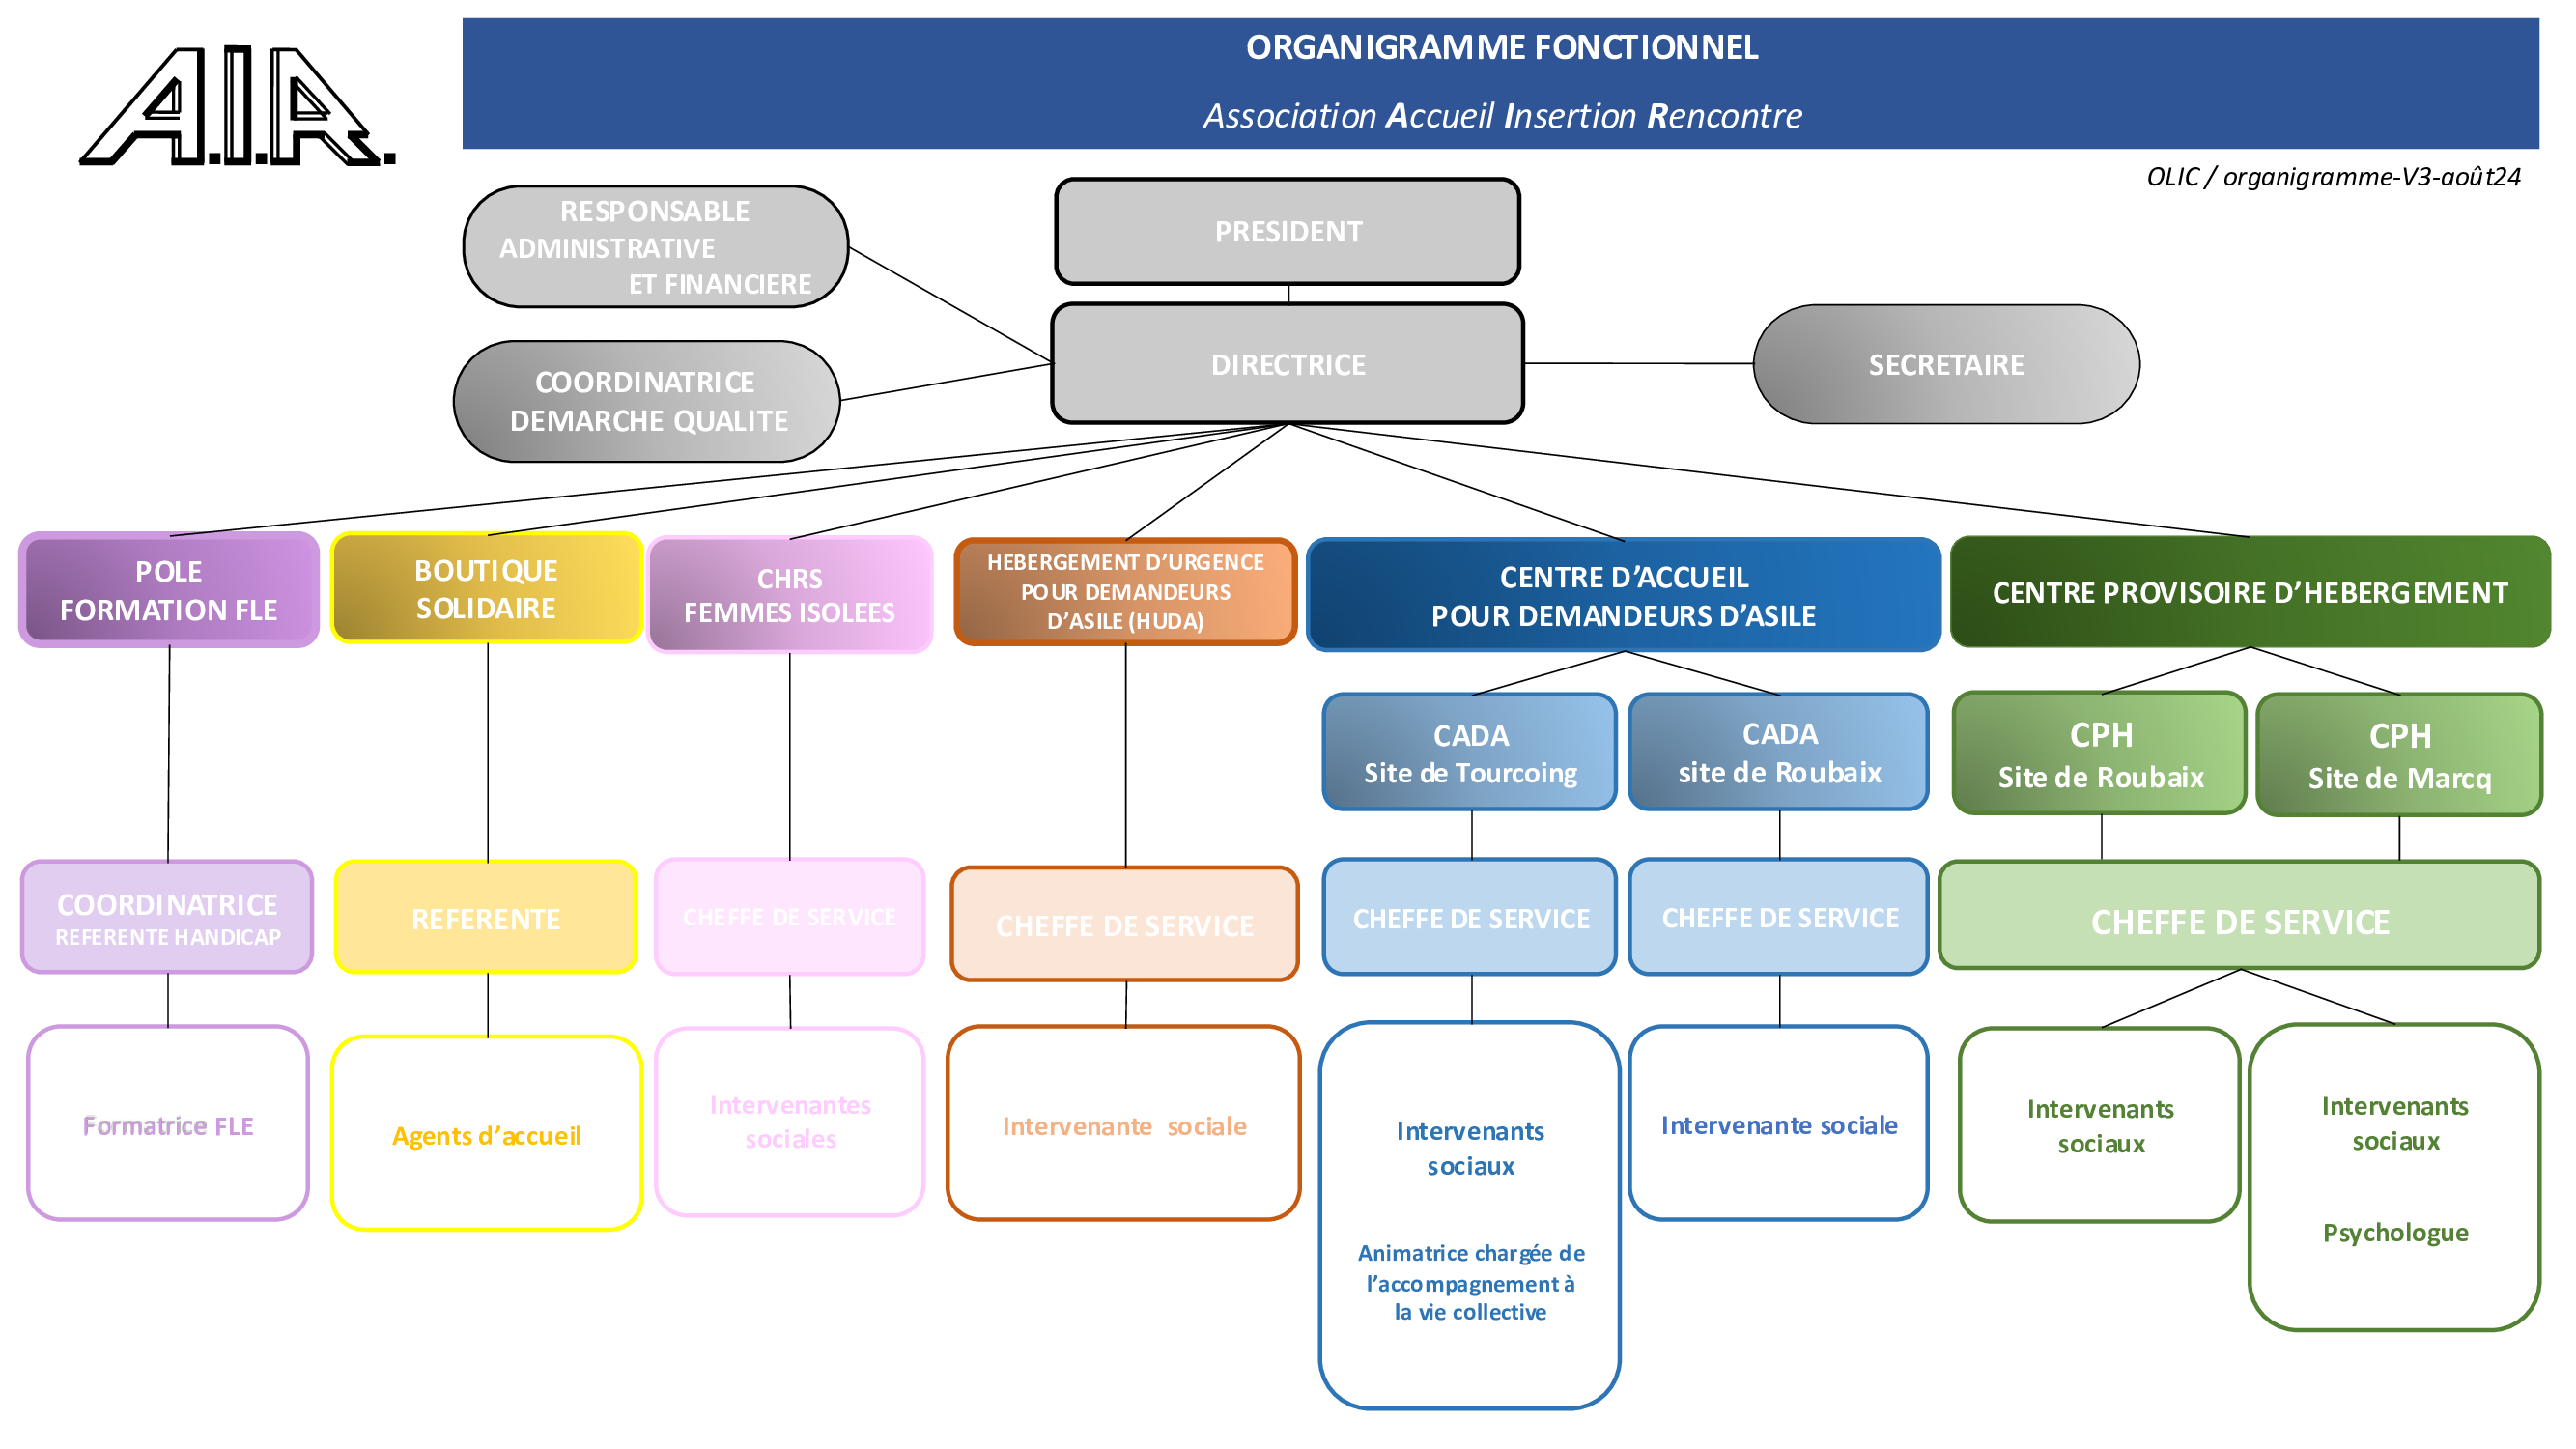 A.I.R.
ORGANIGRAMME FONCTIONNEL
Association Accueil Insertion Rencontre
OLIC / organigramme-V3-août24
RESPONSABLE
ADMINISTRATIVE
ET FINANCIERE
PRESIDENT
COORDINATRICE
DEMARCHE QUALITE
DIRECTRICE
SECRETAIRE
POLE
FORMATION FLE
BOUTIQUE
SOLIDAIRE
CHRS
FEMMES ISOLEES
HEBERGEMENT D’URGENCE
POUR DEMANDEURS
D’ASILE (HUDA)
CENTRE D’ACCUEIL
POUR DEMANDEURS D’ASILE
CENTRE PROVISOIRE D’HEBERGEMENT
CADA
Site de Tourcoing
CADA
site de Roubaix
CPH
Site de Roubaix
CPH
Site de Marcq
COORDINATRICE
REFERENTE HANDICAP
REFERENTE
CHEFFE DE SERVICE
CHEFFE DE SERVICE
CHEFFE DE SERVICE
CHEFFE DE SERVICE
CHEFFE DE SERVICE
Formatrice FLE
Agents d’accueil
Intervenantes
sociales
Intervenante sociale
Intervenants
sociaux
Animatrice chargée de
l’accompagnement à
la vie collective
Intervenante sociale
Intervenants
sociaux
Intervenants
sociaux
Psychologue